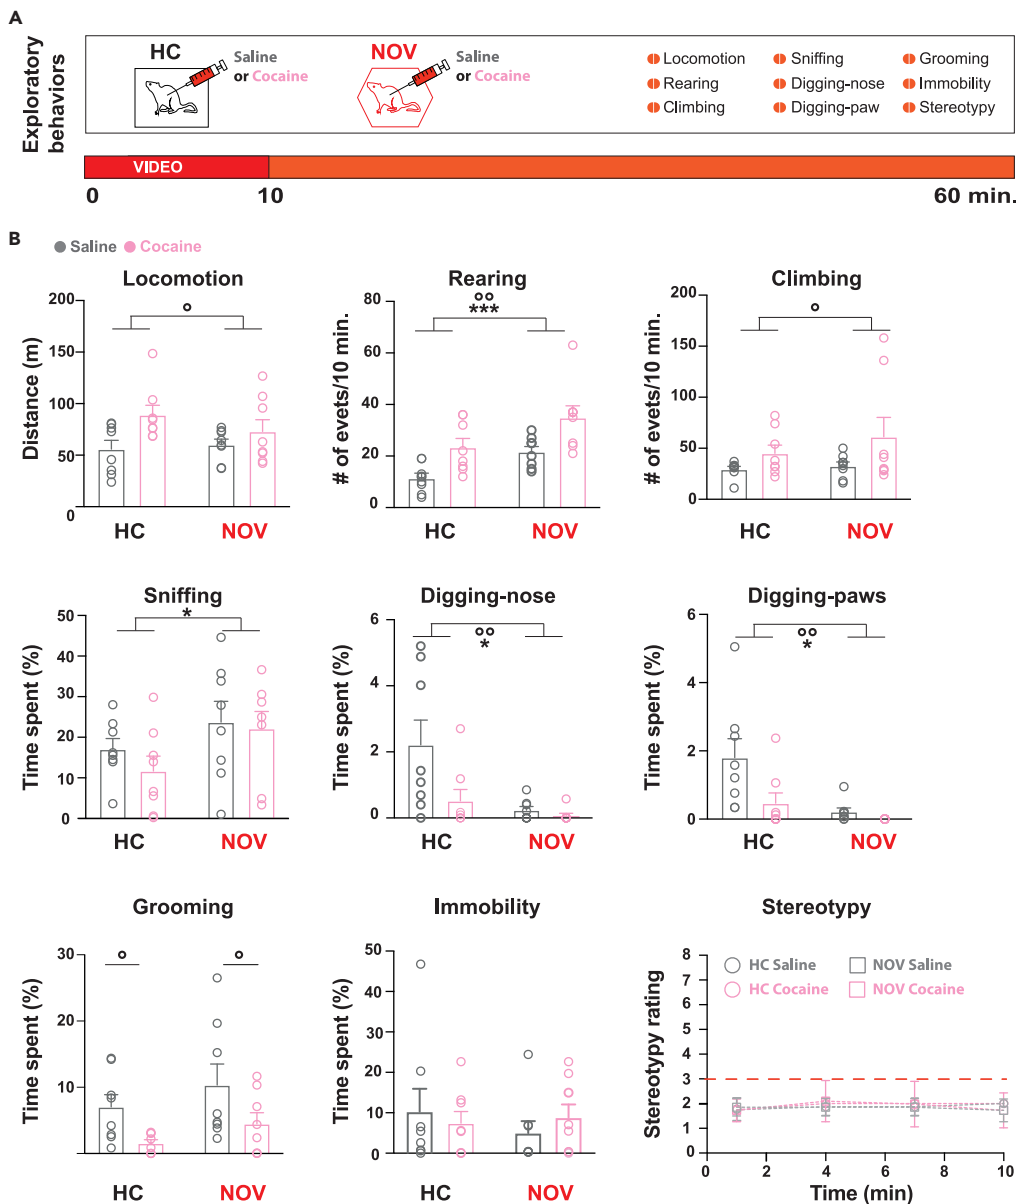 A
Exploratory
behaviors
HC
Saline
or Cocaine
NOV
Saline
or Cocaine
Locomotion
Sniffing
Grooming
Rearing
Digging-nose
Immobility
Climbing
Digging-paw
Stereotypy
VIDEO
0
10
60 min.
B
Saline
Cocaine
Locomotion
Distance (m)
200
150
100
50
0
°
HC
NOV
Rearing
# of evets/10 min.
80
60
40
20
0
°°
***
HC
NOV
Climbing
# of evets/10 min.
200
150
100
50
0
°
HC
NOV
Sniffing
Time spent (%)
50
40
30
20
10
0
*
HC
NOV
Digging-nose
Time spent (%)
6
4
2
0
°°
*
HC
NOV
Digging-paws
Time spent (%)
6
4
2
0
°°
*
HC
NOV
Grooming
Time spent (%)
30
20
10
°
°
HC
NOV
Immobility
Time spent (%)
50
40
30
20
10
0
HC
NOV
Stereotypy
Stereotypy rating
8
7
6
5
4
3
2
1
0
HC Saline
NOV Saline
HC Cocaine
NOV Cocaine
0
2
4
6
8
10
Time (min)